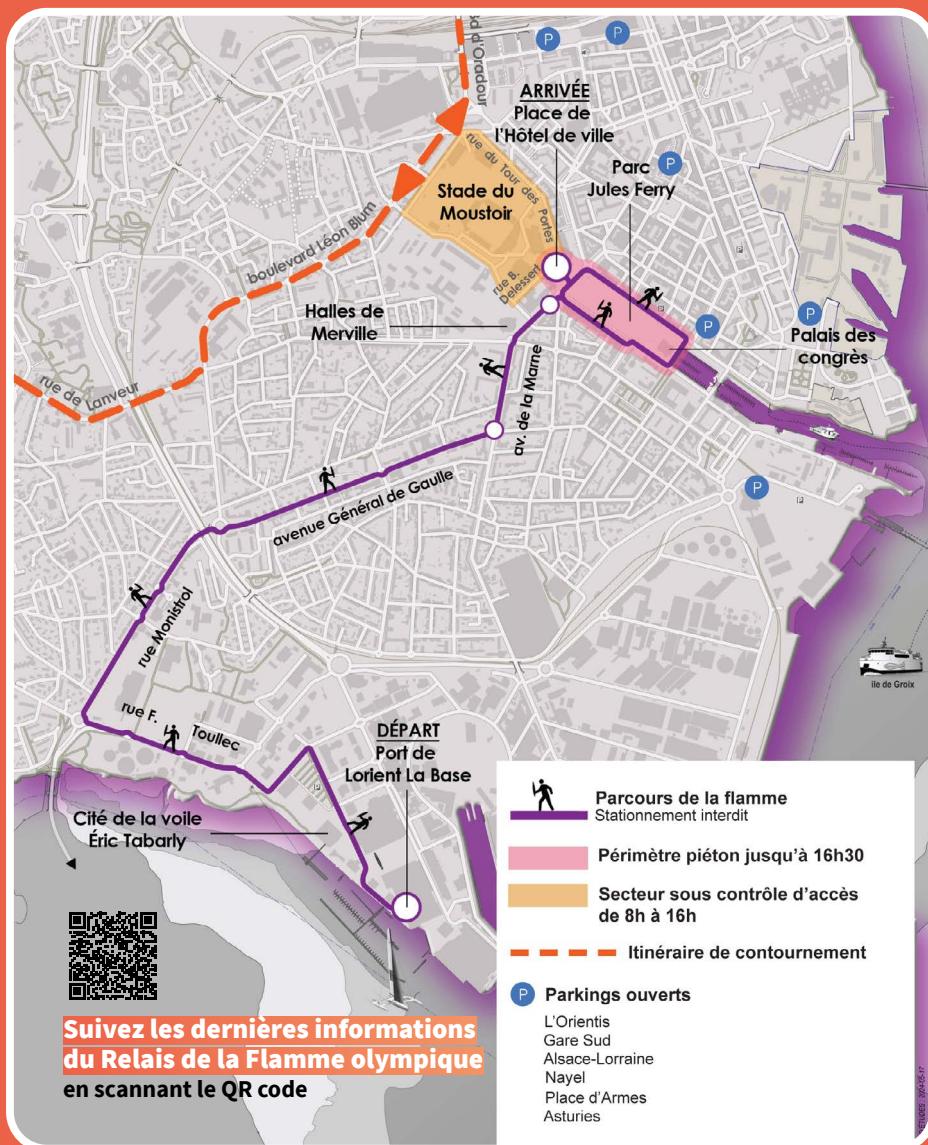 Bd d'Oradour
P
P
ARRIVÉE
Place de
l'Hôtel de ville
rue du Tour des Portes
Parc
Jules Ferry
P
Stade du
Moustoir
boulevard Léon Blum
rue B.
Delessert
Halles de
Merville
P
P
Palais des
congrès
rue de Lanveur
av. de la Marne
P
avenue Général de Gaulle
rue Monistrol
île de Groix
rue F.
Toullec
DÉPART
Port de
Lorient La Base
Cité de la voile
Éric Tabarly
Parcours de la flamme
Stationnement interdit
Périmètre piéton jusqu'à 16h30
Secteur sous contrôle d'accès
de 8h à 16h
Itinéraire de contournement
P Parkings ouverts
L'Orientis
Gare Sud
Alsace-Lorraine
Nayel
Place d'Armes
Asturies
Suivez les dernières informations
du Relais de la Flamme olympique
en scannant le QR code